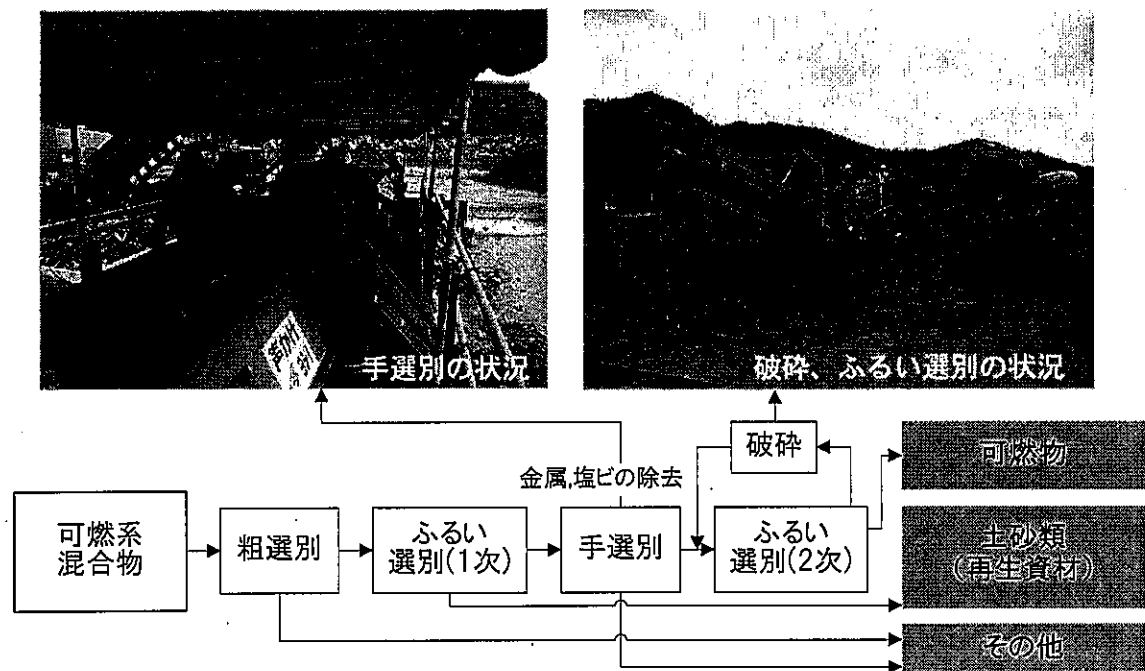 手選別の状況
破砕、ふるい選別の状況
破砕
可燃物
金属,塩ビの除去
可燃系
混合物
粗選別
ふるい
選別(1次)
手選別
ふるい
選別(2次)
土砂類
(再生資材)
その他